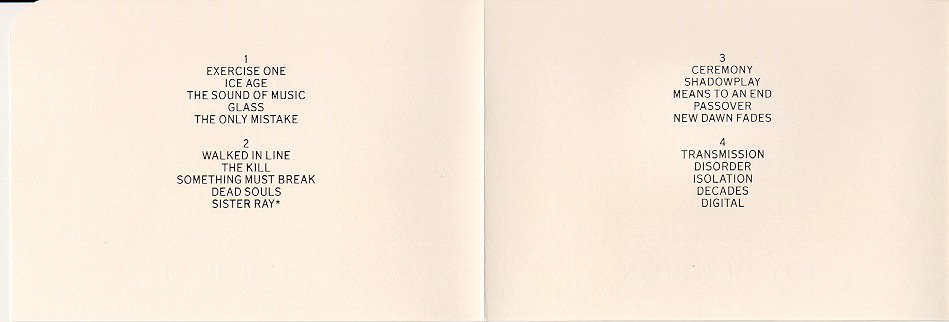 1
EXERCISE ONE
ICE AGE
THE SOUND OF MUSIC
GLASS
THE ONLY MISTAKE
2
WALKED IN LINE
THE KILL
SOMETHING MUST BREAK
DEAD SOULS
SISTER RAY*
3
CEREMONY
SHADOWPLAY
MEANS TO AN END
PASSOVER
NEW DAWN FADES
4
TRANSMISSION
DISORDER
ISOLATION
DECADES
DIGITAL